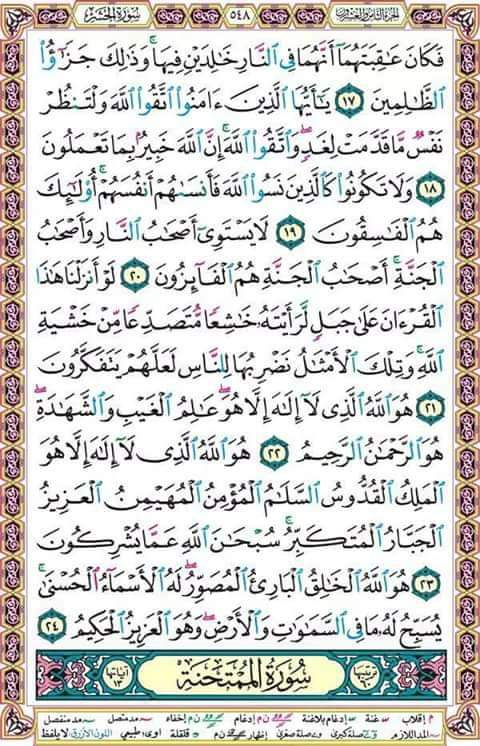 الجزء الثامن والعشرون ٥٤٨ سورة الحشر
فَكَانَ عَٰقِبَتَهُمَآ أَنَّهُمَا فِي ٱلنَّارِ خَٰلِدَيۡنِ فِيهَاۚ وَذَٰلِكَ جَزَٰٓؤُاْ
ٱلظَّٰلِمِينَ ١٧ يَٰٓأَيُّهَا ٱلَّذِينَ ءَامَنُواْ ٱتَّقُواْ ٱللَّهَ وَلۡتَنظُرۡ
نَفۡسٞ مَّا قَدَّمَتۡ لِغَدٖۖ وَٱتَّقُواْ ٱللَّهَۚ إِنَّ ٱللَّهَ خَبِيرُۢ بِمَا تَعۡمَلُونَ
١٨ وَلَا تَكُونُواْ كَٱلَّذِينَ نَسُواْ ٱللَّهَ فَأَنسَىٰهُمۡ أَنفُسَهُمۡۚ أُوْلَٰٓئِكَ
هُمُ ٱلۡفَٰسِقُونَ ١٩ لَا يَسۡتَوِيٓ أَصۡحَٰبُ ٱلنَّارِ وَأَصۡحَٰبُ
ٱلۡجَنَّةِۚ أَصۡحَٰبُ ٱلۡجَنَّةِ هُمُ ٱلۡفَآئِزُونَ ٢٠ لَوۡ أَنزَلۡنَا هَٰذَا
ٱلۡقُرۡءَانَ عَلَىٰ جَبَلٖ لَّرَأَيۡتَهُۥ خَٰشِعٗا مُّتَصَدِّعٗا مِّنۡ خَشۡيَةِ
ٱللَّهِۚ وَتِلۡكَ ٱلۡأَمۡثَٰلُ نَضۡرِبُهَا لِلنَّاسِ لَعَلَّهُمۡ يَتَفَكَّرُونَ
٢١ هُوَ ٱللَّهُ ٱلَّذِي لَآ إِلَٰهَ إِلَّا هُوَۖ عَٰلِمُ ٱلۡغَيۡبِ وَٱلشَّهَٰدَةِۖ
هُوَ ٱلرَّحۡمَٰنُ ٱلرَّحِيمُ ٢٢ هُوَ ٱللَّهُ ٱلَّذِي لَآ إِلَٰهَ إِلَّا هُوَ
ٱلۡمَلِكُ ٱلۡقُدُّوسُ ٱلسَّلَٰمُ ٱلۡمُؤۡمِنُ ٱلۡمُهَيۡمِنُ ٱلۡعَزِيزُ
ٱلۡجَبَّارُ ٱلۡمُتَكَبِّرُۚ سُبۡحَٰنَ ٱللَّهِ عَمَّا يُشۡرِكُونَ
٢٣ هُوَ ٱللَّهُ ٱلۡخَٰلِقُ ٱلۡبَارِئُ ٱلۡمُصَوِّرُۖ لَهُ ٱلۡأَسۡمَآءُ ٱلۡحُسۡنَىٰۚ
يُسَبِّحُ لَهُۥ مَا فِي ٱلسَّمَٰوَٰتِ وَٱلۡأَرۡضِۖ وَهُوَ ٱلۡعَزِيزُ ٱلۡحَكِيمُ ٢٤
ترتيبها ٦٠ سورة الممتحنة آياتها ١٣
م إقلاب غنة إدغام بلاغنة إدغام إخفاء مد متصل مد منفصل
المد اللازم صلة كبرى صلة صغرى إظهار قلقلة طبيعي اللون الأزرق لا يلفظ